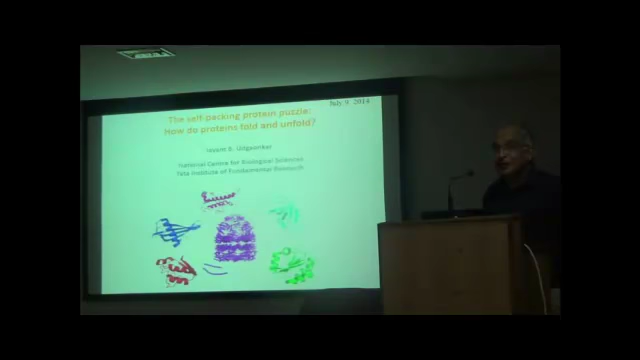 July 9 2014
The self-packing protein puzzle:
How do proteins fold and unfold?
Jayant B. Udgaonkar
National Centre for Biological Sciences
Tata Institute of Fundamental Research